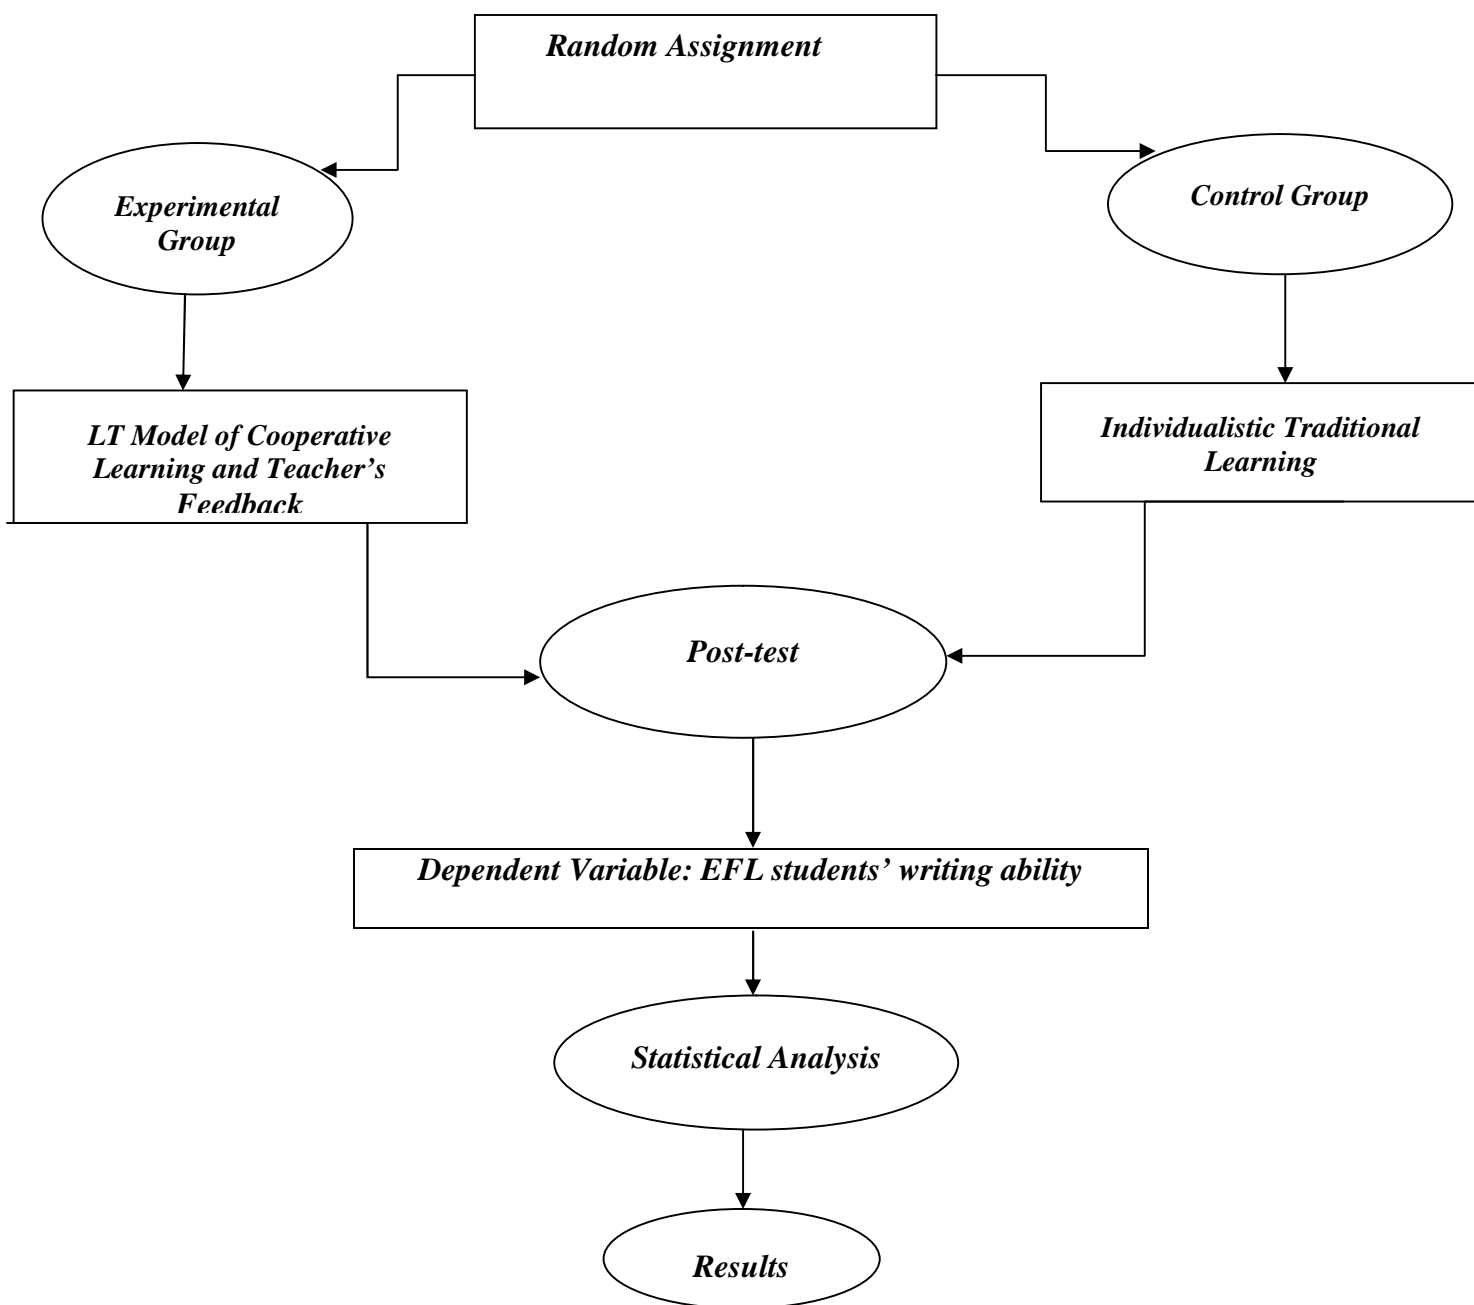 Random Assignment
Experimental
Group
Control Group
LT Model of Cooperative
Learning and Teacher’s
Feedback
Individualistic Traditional
Learning
Post-test
Dependent Variable: EFL students’ writing ability
Statistical Analysis
Results